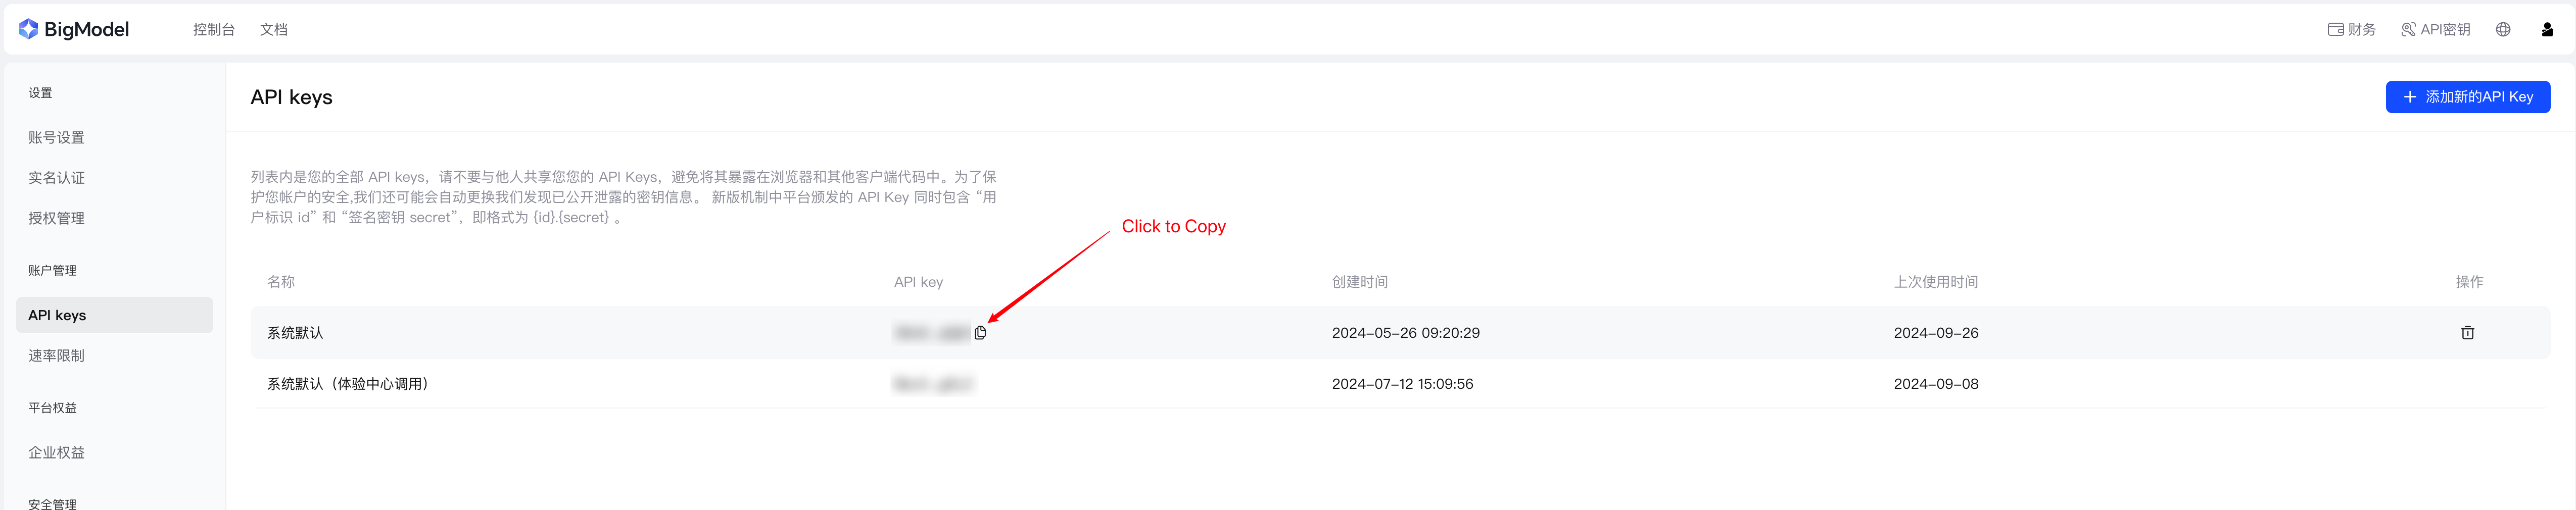 BigModel
控制台
文档
财务
API密钥
设置
账号设置
实名认证
授权管理
账户管理
API keys
速率限制
平台权益
企业权益
安全管理
API keys
添加新的API Key
列表内是您的全部 API keys，请不要与他人共享您您的 API Keys，避免将其暴露在浏览器和其他客户端代码中。为了保
护您帐户的安全,我们还可能会自动更换我们发现已公开泄露的密钥信息。 新版机制中平台颁发的 API Key 同时包含 “用
户标识 id” 和 “签名密钥 secret”，即格式为 {id}.{secret} 。
Click to Copy
名称 API key 创建时间 上次使用时间 操作
系统默认 2024-05-26 09:20:29 2024-09-26
系统默认（体验中心调用） 2024-07-12 15:09:56 2024-09-08